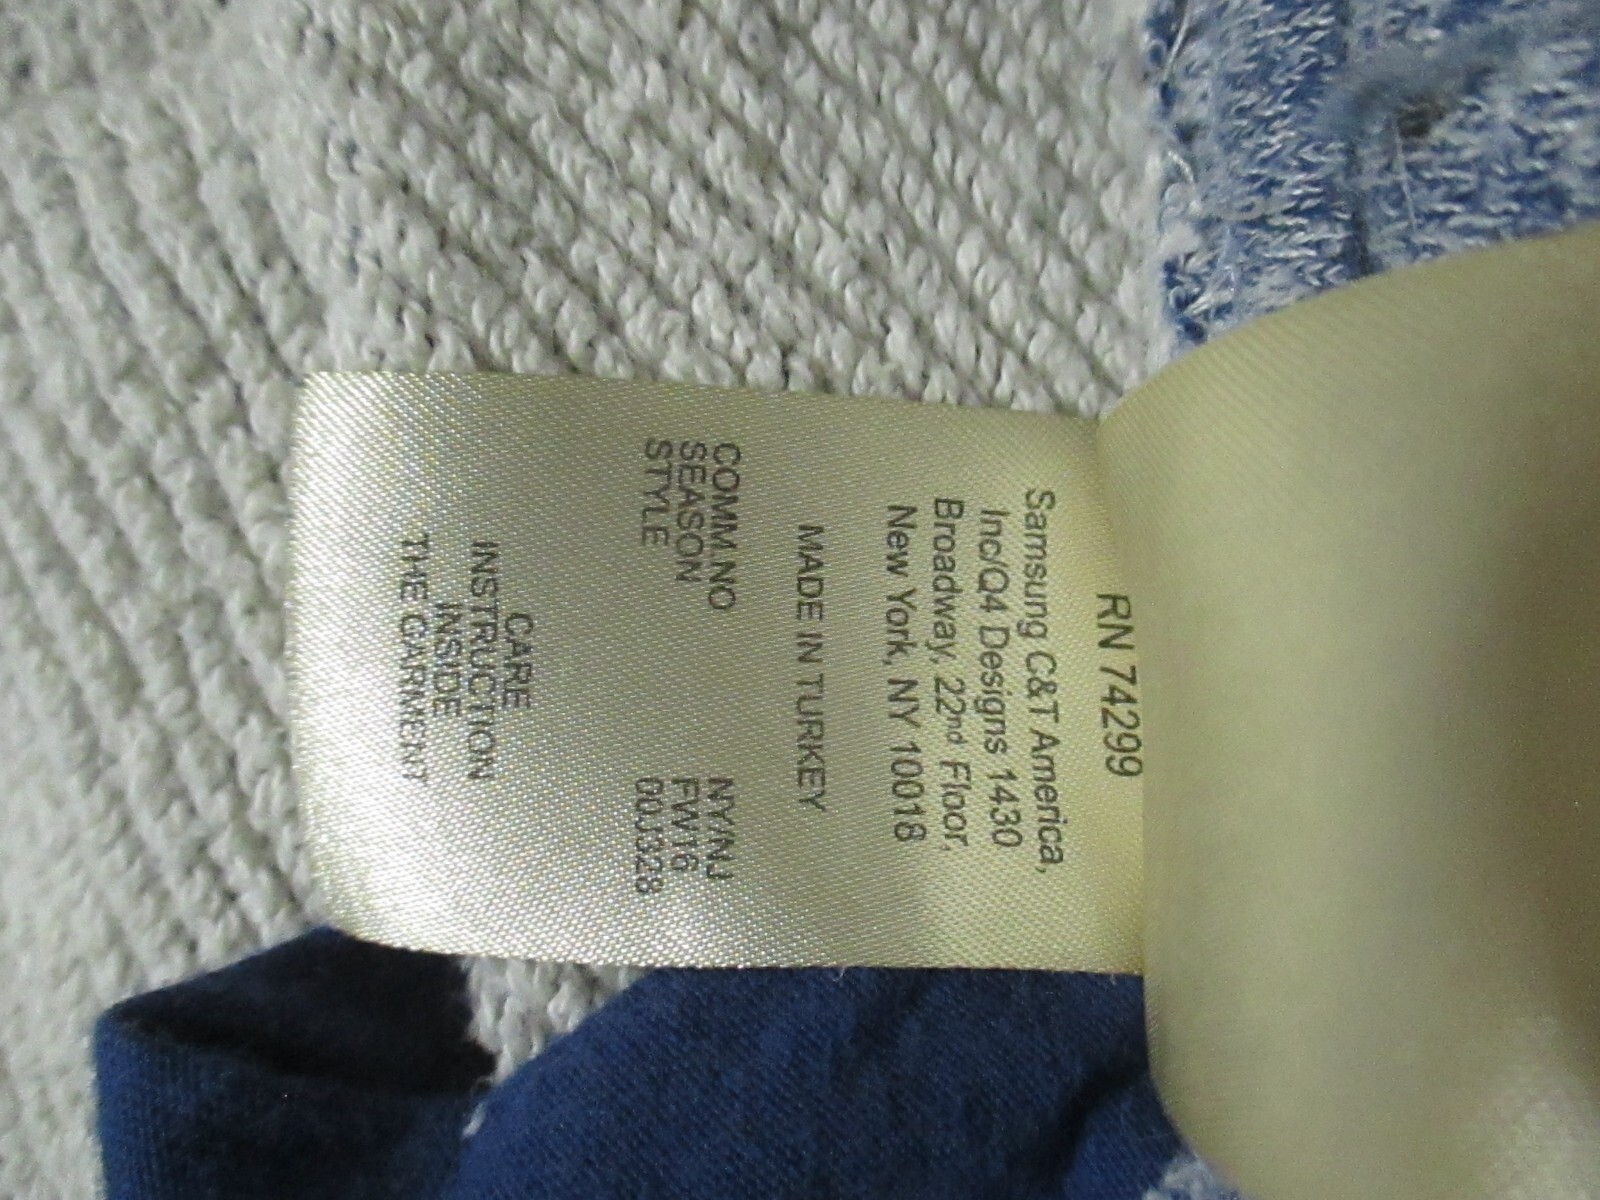 RN 74299
Samsung C&T America,
Inc/Q4 Designs 1430
Broadway, 22nd Floor,
New York, NY 10018
MADE IN TURKEY
COMM.NO NY/NJ
SEASON FW16
STYLE 00J328
CARE
INSTRUCTION
INSIDE
THE GARMENT